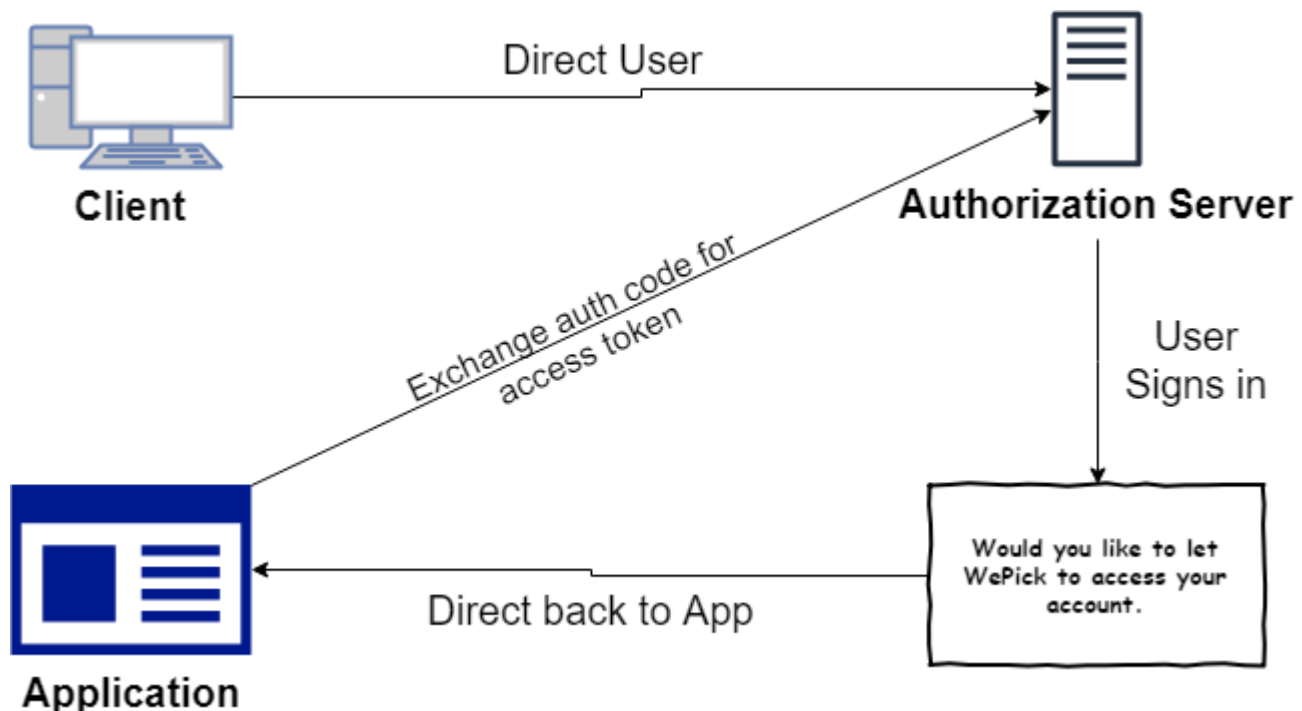 Direct User
Client
Authorization Server
Exchange auth code for
access token
User
Signs in
Would you like to let
WePick to access your
account.
Direct back to App
Application